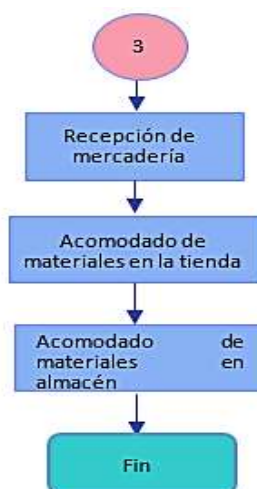 3
Recepción de
mercadería
Acomodado de
materiales en la tienda
Acomodado de
materiales en
almacén
Fin